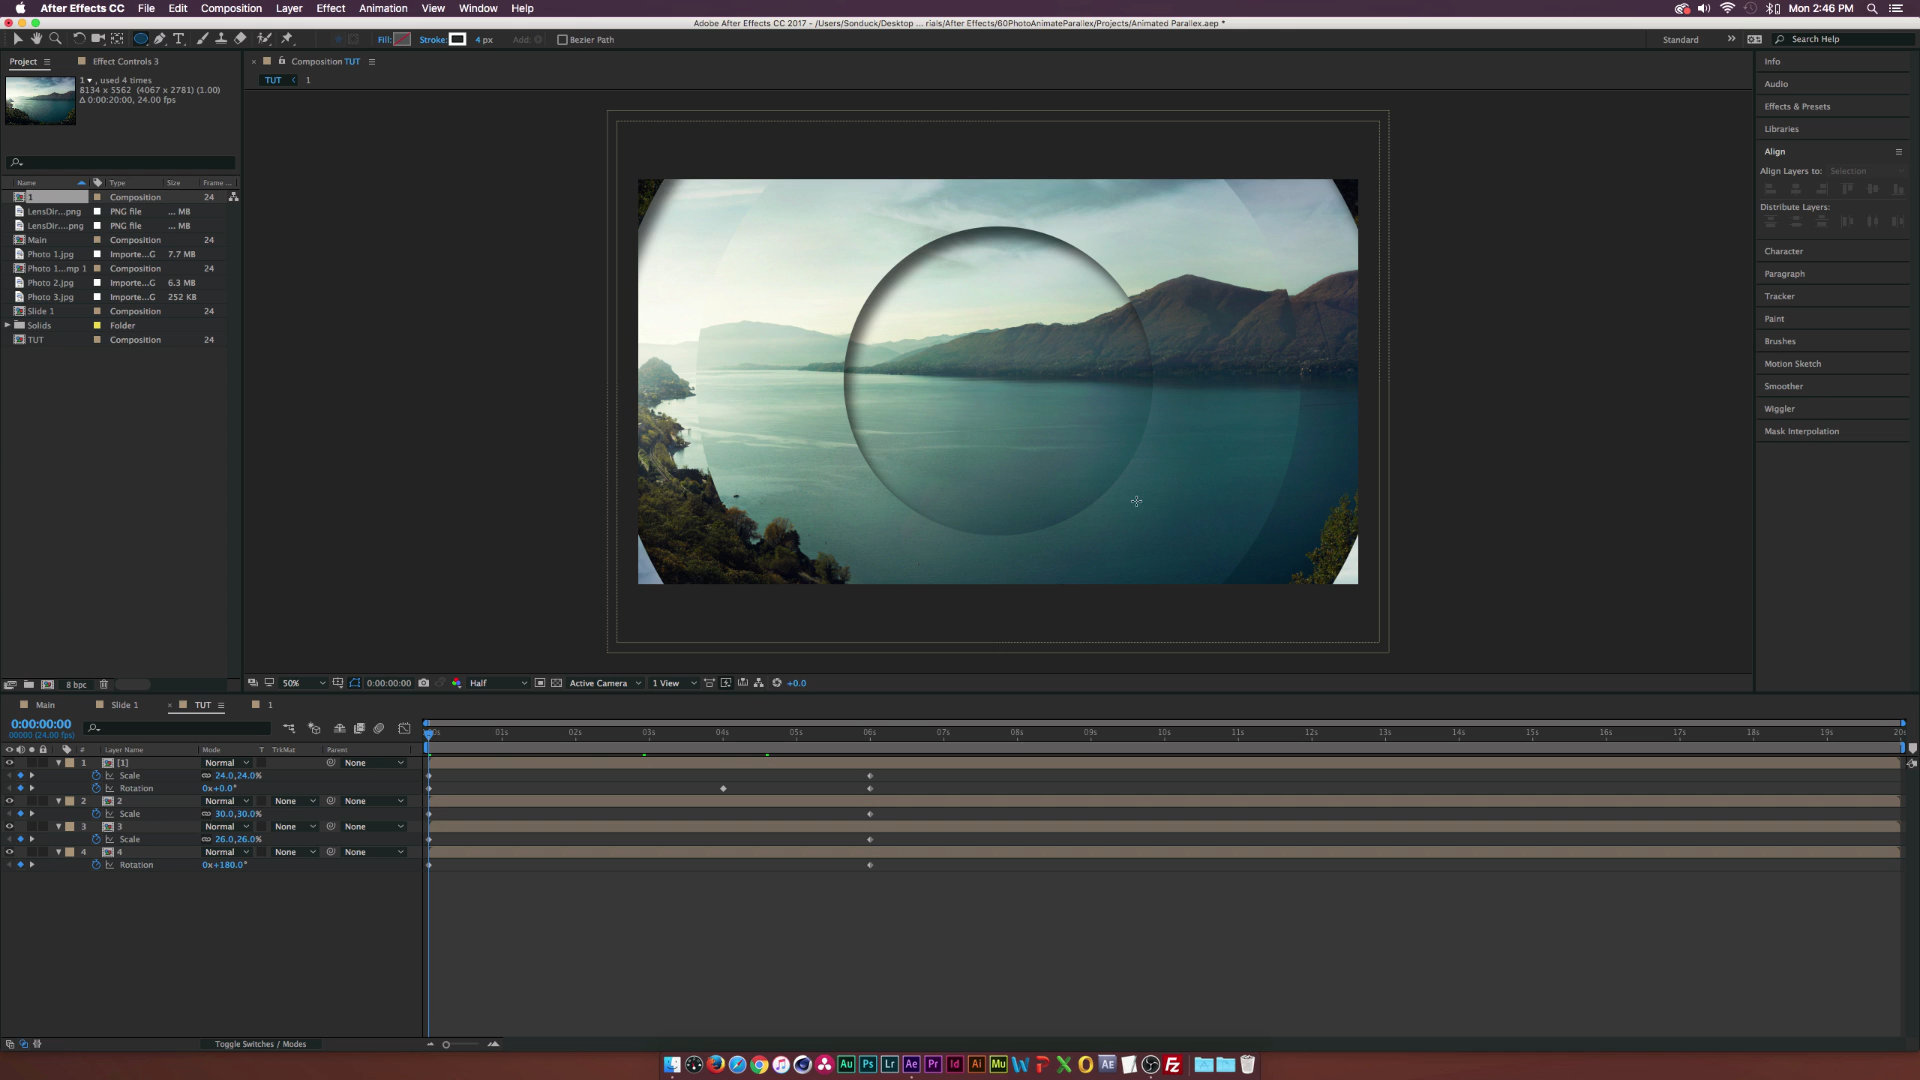 After Effects CC File Edit Composition Layer Effect Animation View Window Help Mon 2:46 PM
Adobe After Effects CC 2017 - /Users/Sonduck/Desktop ... rials/After Effects/60PhotoAnimateParallex/Projects/Animated Parallex.aep *
Fill: Stroke: 4 px Add: Bezier Path Standard Search Help
Project Effect Controls 3
Composition TUT
1 , used 4 times
8134 x 5562 (4067 x 2781) (1.00)
Δ 0:00:20:00, 24.00 fps
TUT 1
Name Type Size Frame ...
1 Composition 24
LensDir...png PNG file ... MB
LensDir...png PNG file ... MB
Main Composition 24
Photo 1.jpg Importe...G 7.7 MB
Photo 1...mp 1 Composition 24
Photo 2.jpg Importe...G 6.3 MB
Photo 3.jpg Importe...G 252 KB
Slide 1 Composition 24
Solids Folder
TUT Composition 24
Info
Audio
Effects & Presets
Libraries
Align
Align Layers to: Selection
Distribute Layers:
Character
Paragraph
Tracker
Paint
Brushes
Motion Sketch
Smoother
Wiggler
Mask Interpolation
8 bpc
50% 0:00:00:00 Half Active Camera 1 View +0.0
Main Slide 1 TUT 1
0:00:00:00
00000 (24.00 fps)
01s 02s 03s 04s 05s 06s 07s 08s 09s 10s 11s 12s 13s 14s 15s 16s 17s 18s 19s 20s
# Layer Name Mode T TrkMat Parent
1 [1] Normal None
Scale 24.0,24.0%
Rotation 0x+0.0°
2 2 Normal None None
Scale 30.0,30.0%
3 3 Normal None None
Scale 26.0,26.0%
4 4 Normal None None
Rotation 0x+180.0°
Toggle Switches / Modes
Au Ps Lr Ae Pr Id Ai Mu W P X O AE Fz